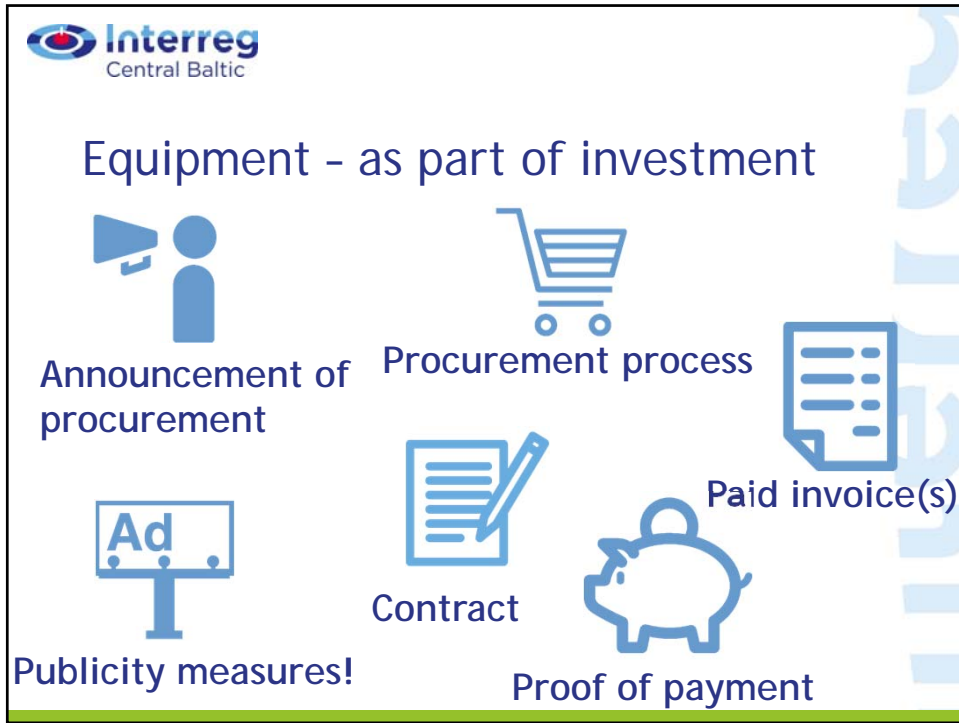 Interreg
Central Baltic
Equipment – as part of investment
Announcement of
procurement
Procurement process
Paid invoice(s)
Ad
Contract
Publicity measures!
Proof of payment
Interreg